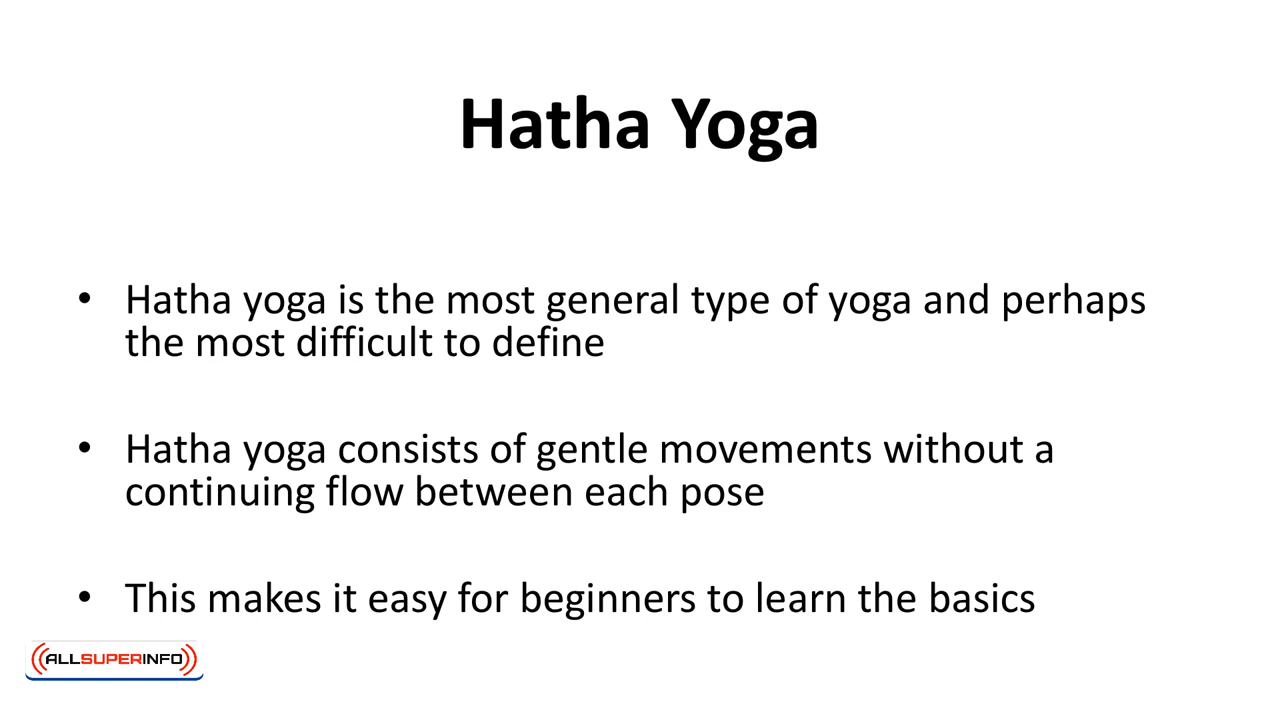 Hatha Yoga
• Hatha yoga is the most general type of yoga and perhaps
the most difficult to define
• Hatha yoga consists of gentle movements without a
continuing flow between each pose
• This makes it easy for beginners to learn the basics
ALLSUPERINFO